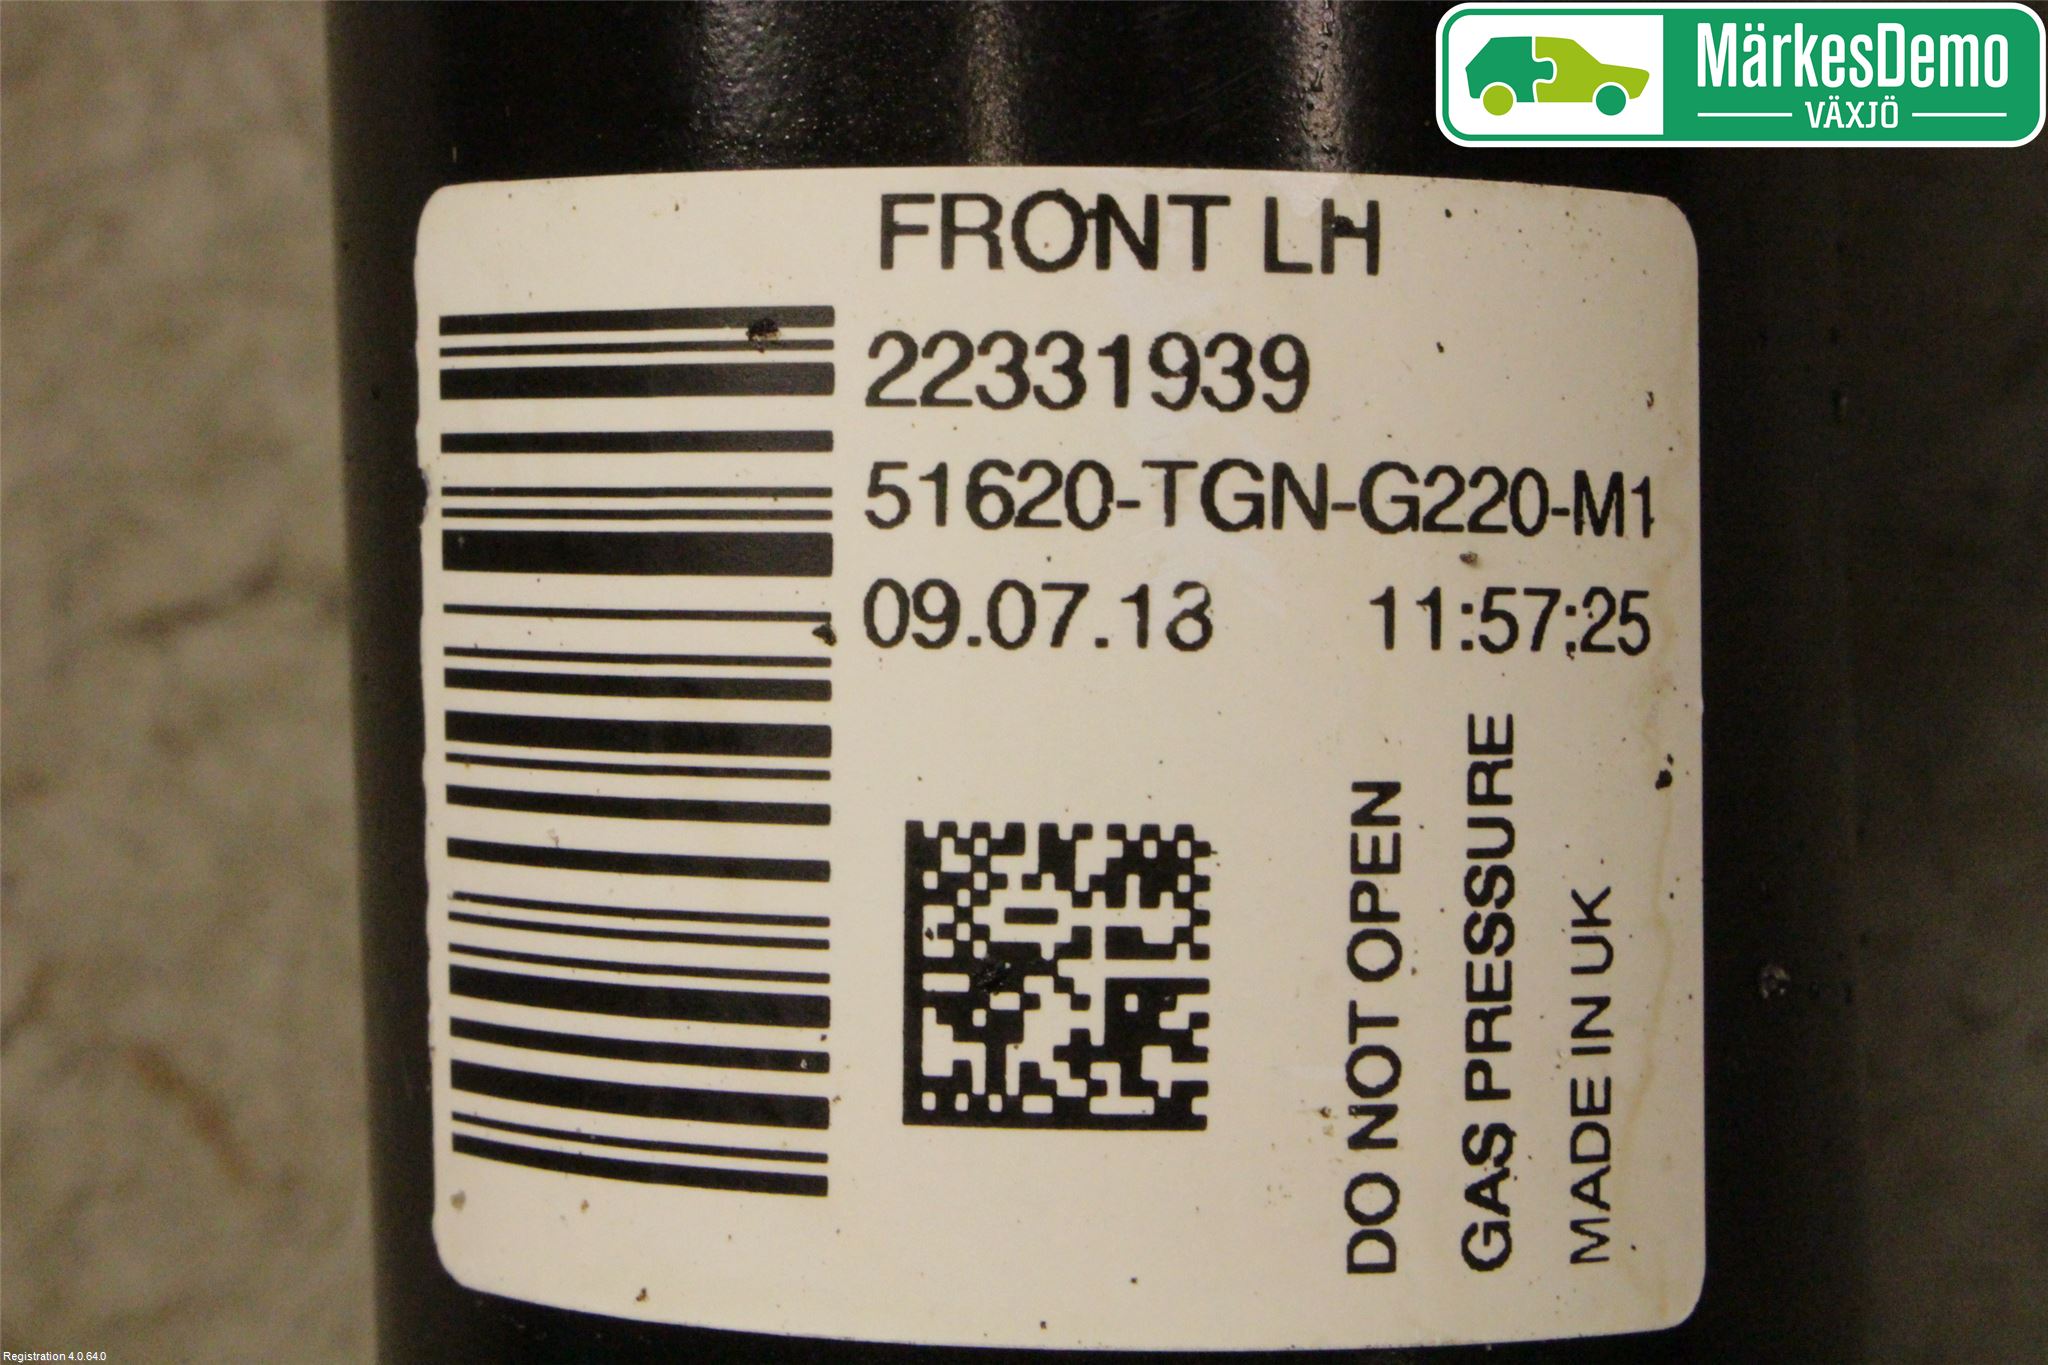 MärkesDemo
VÄXJÖ
FRONT LH
22331939
51620-TGN-G220-M1
09.07.18 11:57:25
DO NOT OPEN
GAS PRESSURE
MADE IN UK
Registration 4.0.64.0